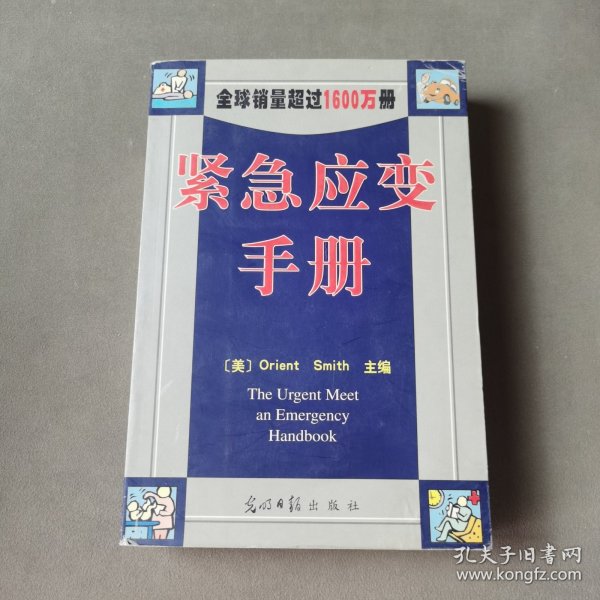 全球销量超过1600万册
紧急应变
手册
〔美〕Orient Smith 主编
The Urgent Meet
an Emergency
Handbook
光明日报出版社
孔夫子旧书网
www.kongfz.com